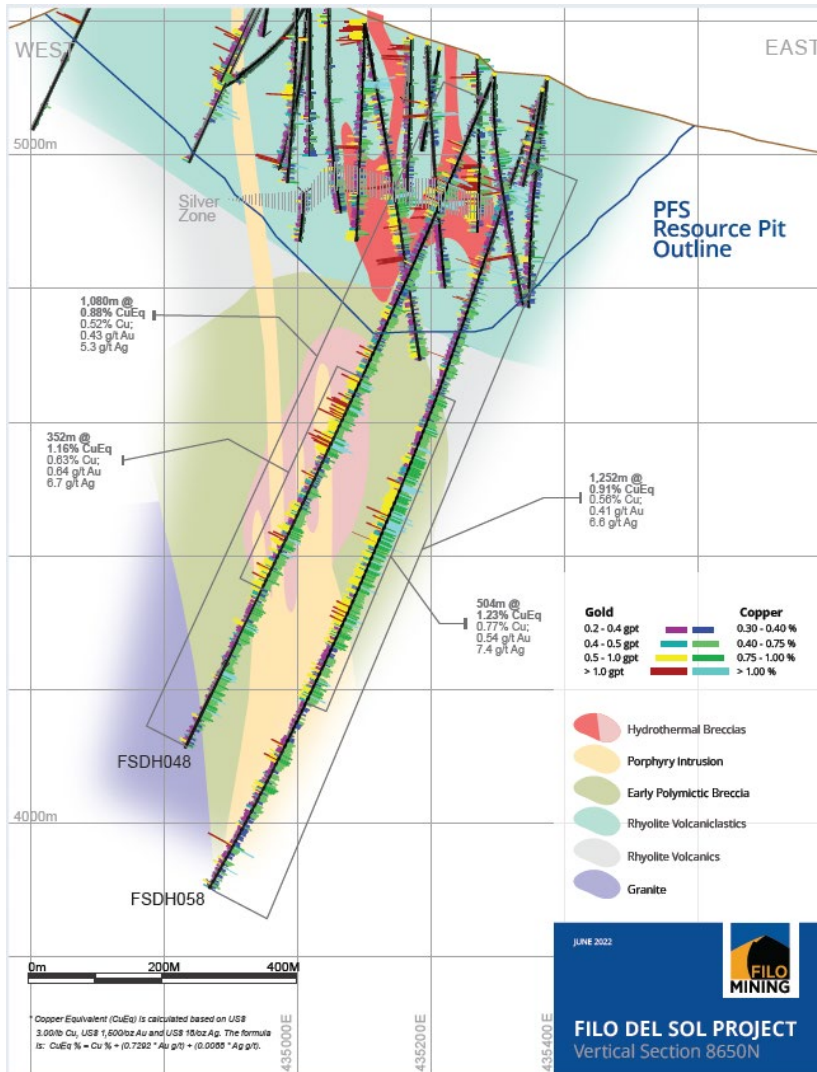 WEST
EAST
5000m
Silver
Zone
PFS
Resource Pit
Outline
1,080m @
0.88% CuEq
0.52% Cu;
0.43 g/t Au
5.3 g/t Ag
352m @
1.16% CuEq
0.63% Cu;
0.64 g/t Au
6.7 g/t Ag
1,252m @
0.91% CuEq
0.56% Cu;
0.41 g/t Au
6.6 g/t Ag
504m @
1.23% CuEq
0.77% Cu;
0.54 g/t Au
7.4 g/t Ag
Gold Copper
0.2 - 0.4 gpt 0.30 - 0.40 %
0.4 - 0.5 gpt 0.40 - 0.75 %
0.5 - 1.0 gpt 0.75 - 1.00 %
> 1.0 gpt > 1.00 %
Hydrothermal Breccias
Porphyry Intrusion
Early Polymictic Breccia
Rhyolite Volcaniclastics
Rhyolite Volcanics
Granite
FSDH048
4000m
FSDH058
0m 200M 400M
* Copper Equivalent (CuEq) is calculated based on US$
3.00/lb Cu, US$ 1,500/oz Au and US$ 18/oz Ag. The formula
is: CuEq % = Cu % + (0.7292 * Au g/t) + (0.0088 * Ag g/t).
435000E
435200E
435400E
JUNE 2022
FILO
MINING
FILO DEL SOL PROJECT
Vertical Section 8650N